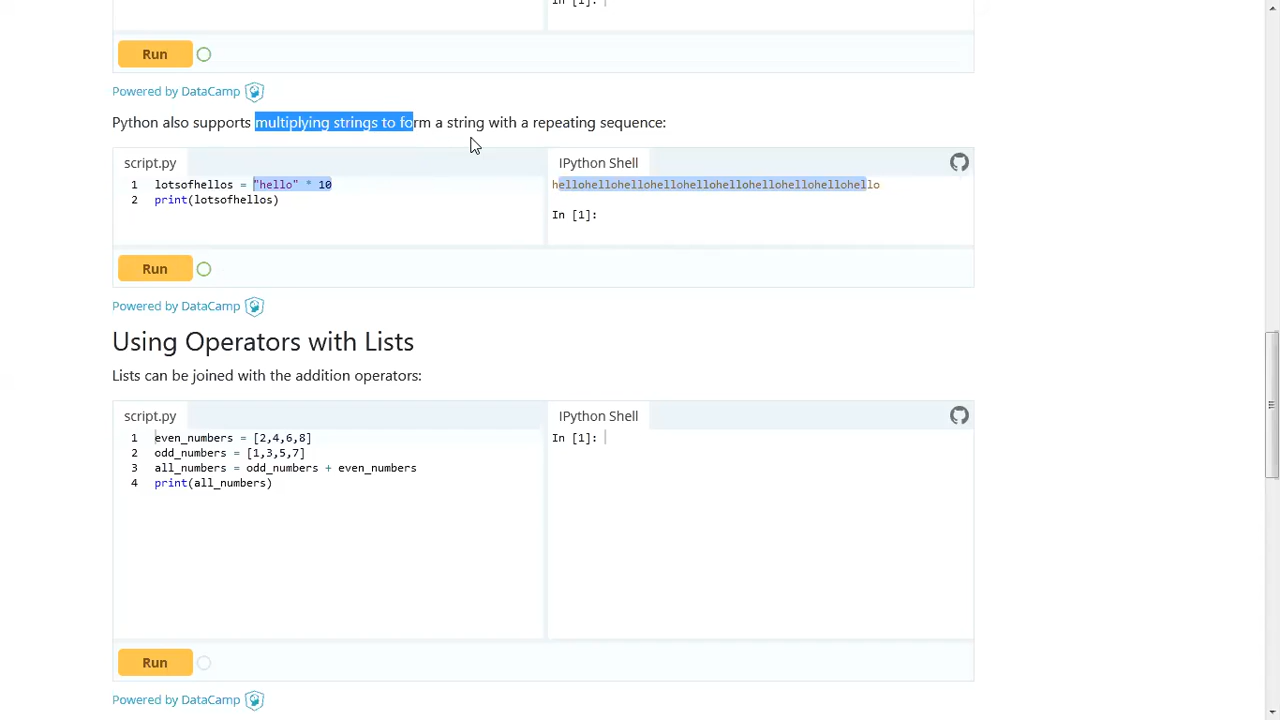 In [1]:
Run
Powered by DataCamp
Python also supports multiplying strings to form a string with a repeating sequence:
script.py
IPython Shell
1 lotsofhellos = "hello" * 10
2 print(lotsofhellos)
hellohellohellohellohellohellohellohellohellohello
In [1]:
Run
Powered by DataCamp
Using Operators with Lists
Lists can be joined with the addition operators:
script.py
IPython Shell
1 even_numbers = [2,4,6,8]
2 odd_numbers = [1,3,5,7]
3 all_numbers = odd_numbers + even_numbers
4 print(all_numbers)
In [1]:
Run
Powered by DataCamp